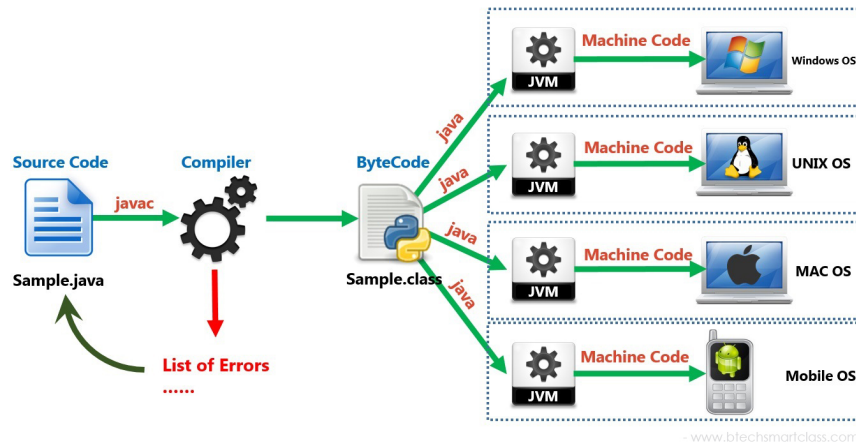 Source Code
javac
Sample.java
Compiler
List of Errors
......
ByteCode
Sample.class
java
JVM
Machine Code
Windows OS
java
JVM
Machine Code
UNIX OS
java
JVM
Machine Code
MAC OS
java
JVM
Machine Code
Mobile OS
- www.btechsmartclass.com